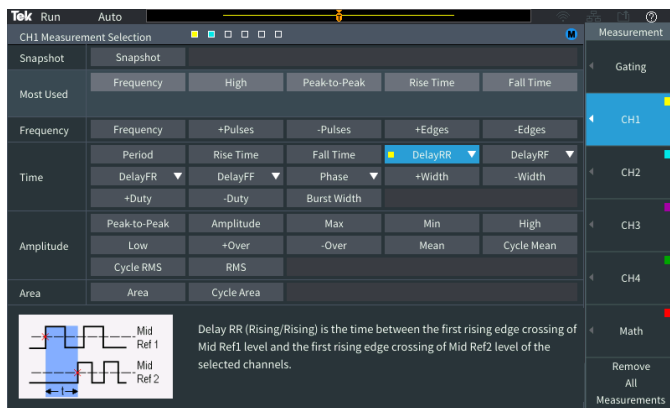 Tek Run Auto
CH1 Measurement Selection M Measurement
Snapshot Snapshot
Gating
Most Used Frequency High Peak-to-Peak Rise Time Fall Time
CH1
Frequency Frequency +Pulses -Pulses +Edges -Edges
Time Period Rise Time Fall Time DelayRR DelayRF
DelayFR DelayFF Phase +Width -Width
CH2
+Duty -Duty Burst Width
Amplitude Peak-to-Peak Amplitude Max Min High
CH3
Low +Over -Over Mean Cycle Mean
Cycle RMS RMS
CH4
Area Area Cycle Area
Mid
Ref 1
Mid
Ref 2
t
Delay RR (Rising/Rising) is the time between the first rising edge crossing of
Mid Ref1 level and the first rising edge crossing of Mid Ref2 level of the
selected channels.
Math
Remove
All
Measurements